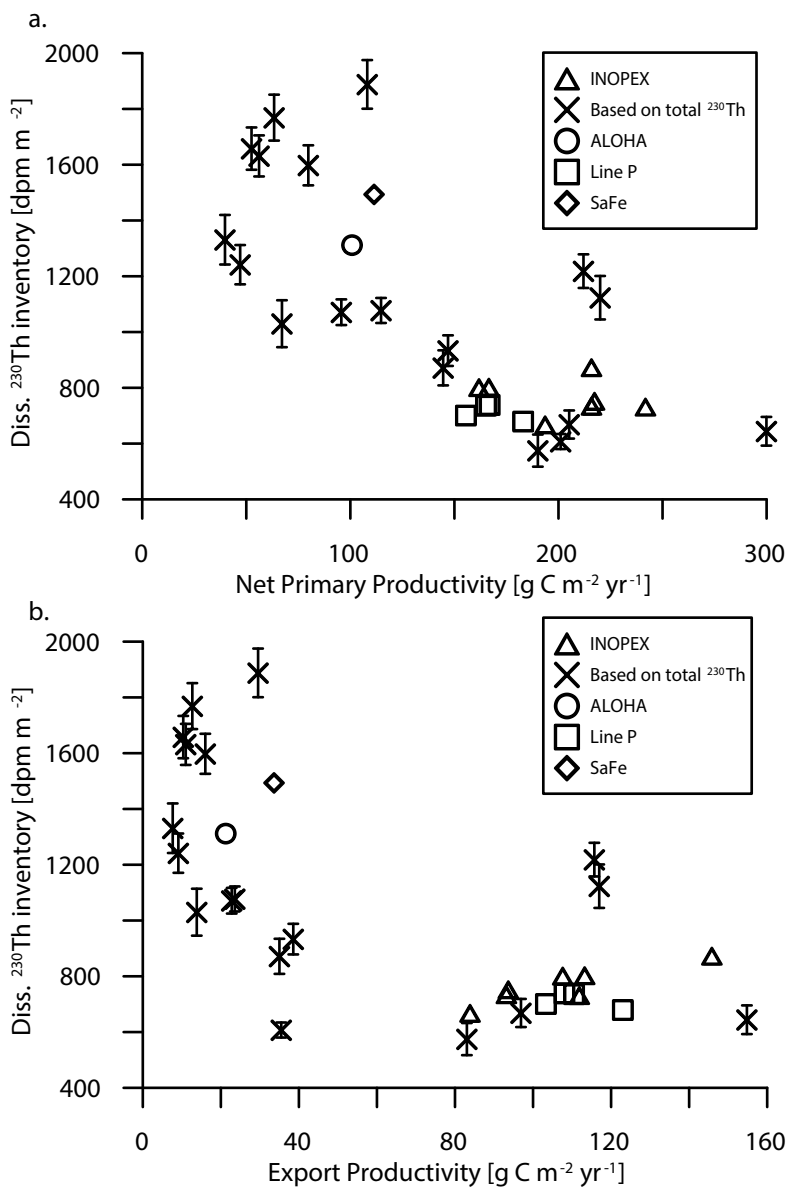 a.
2000
1600
1200
800
400
Diss. ²³⁰Th inventory [dpm m ⁻²]
INOPEX
Based on total ²³⁰Th
ALOHA
Line P
SaFe
0 100 200 300
Net Primary Productivity [g C m⁻² yr⁻¹]
b.
2000
1600
1200
800
400
Diss. ²³⁰Th inventory [dpm m ⁻²]
INOPEX
Based on total ²³⁰Th
ALOHA
Line P
SaFe
0 40 80 120 160
Export Productivity [g C m⁻² yr⁻¹]